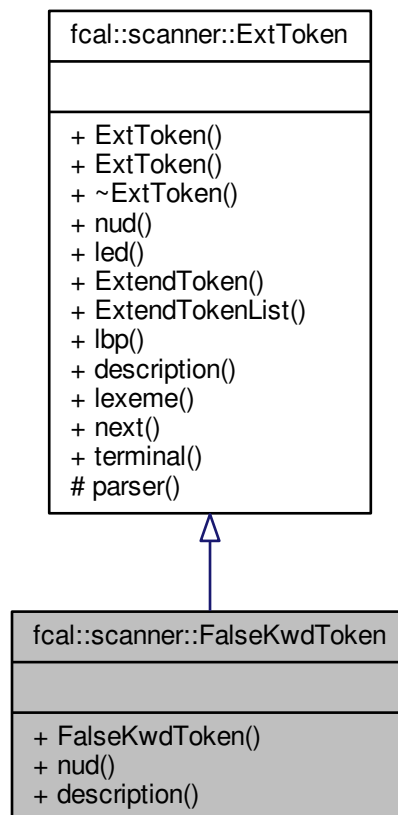 fcal::scanner::ExtToken
+ ExtToken()
+ ExtToken()
+ ~ExtToken()
+ nud()
+ led()
+ ExtendToken()
+ ExtendTokenList()
+ lbp()
+ description()
+ lexeme()
+ next()
+ terminal()
# parser()
fcal::scanner::FalseKwdToken
+ FalseKwdToken()
+ nud()
+ description()